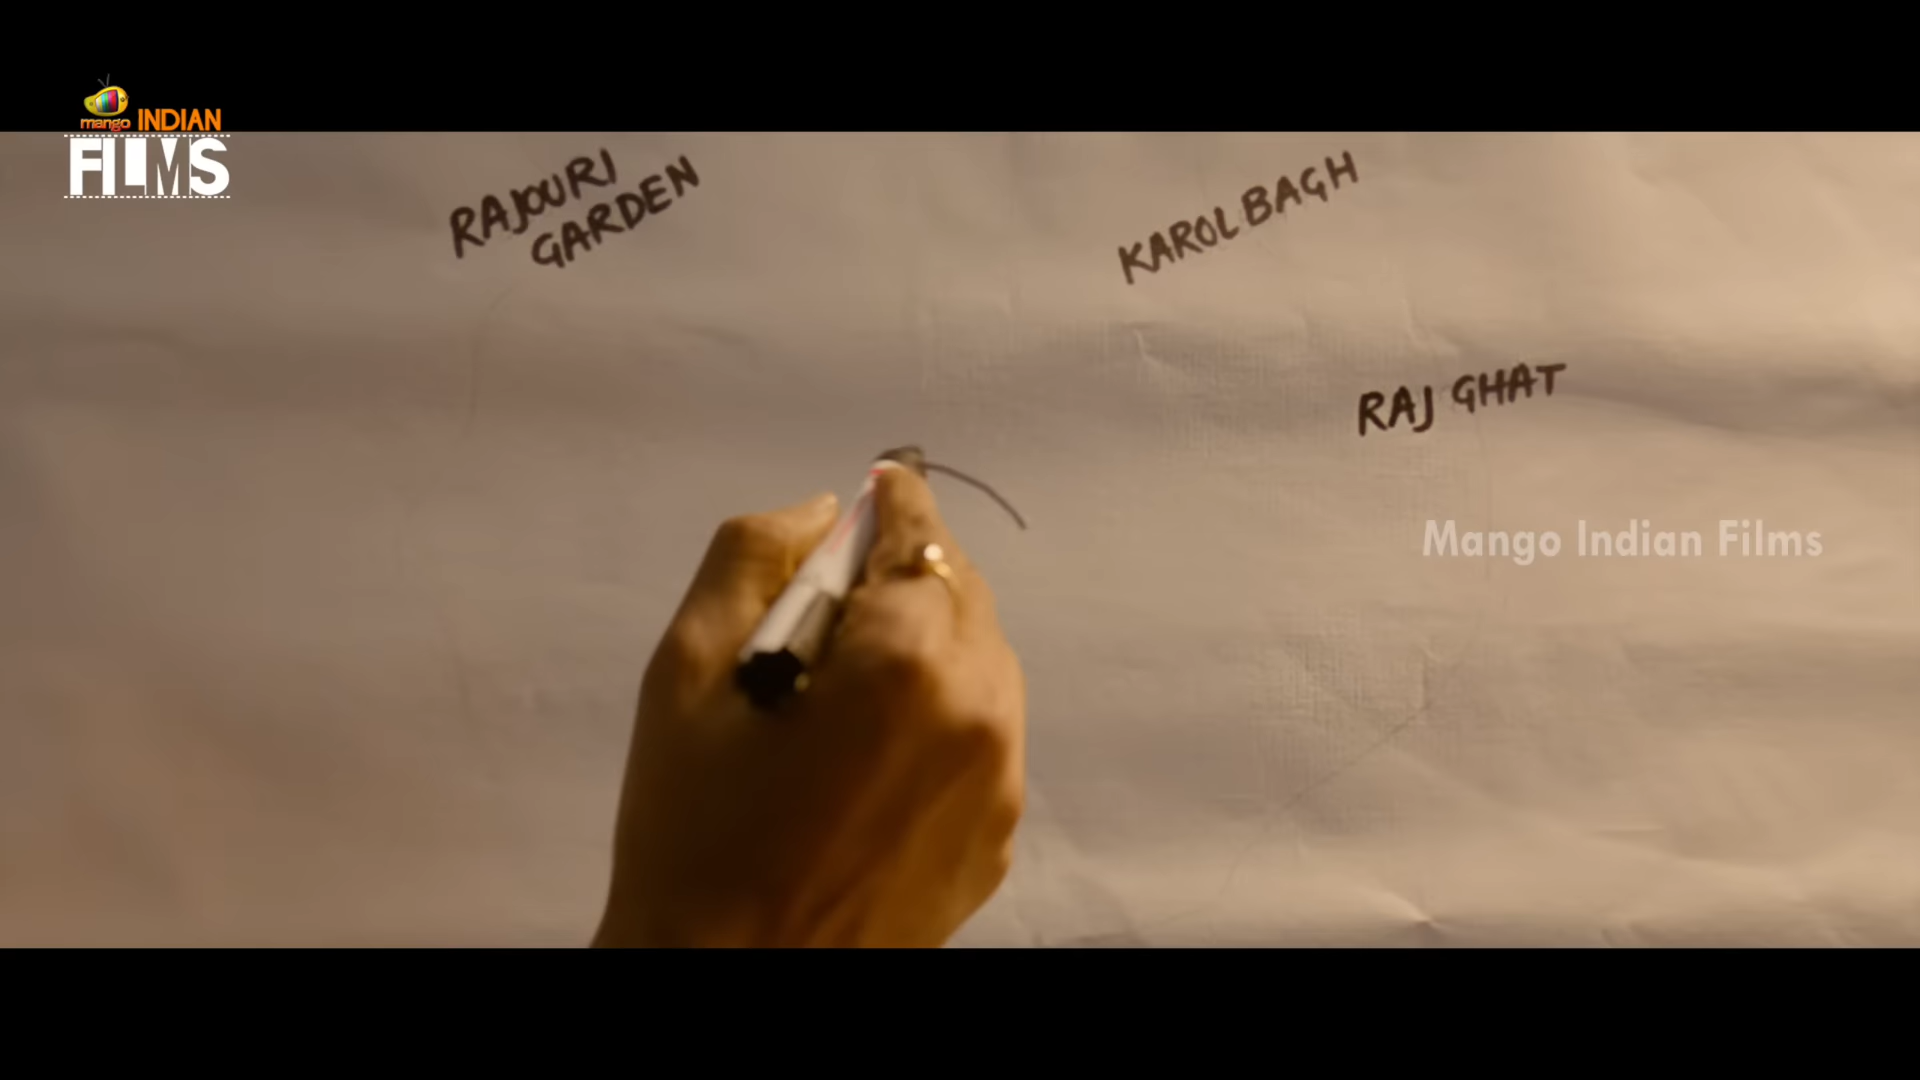 mango INDIAN
FILMS
RAJOURI
GARDEN
KAROL BAGH
RAJ GHAT
Mango Indian Films